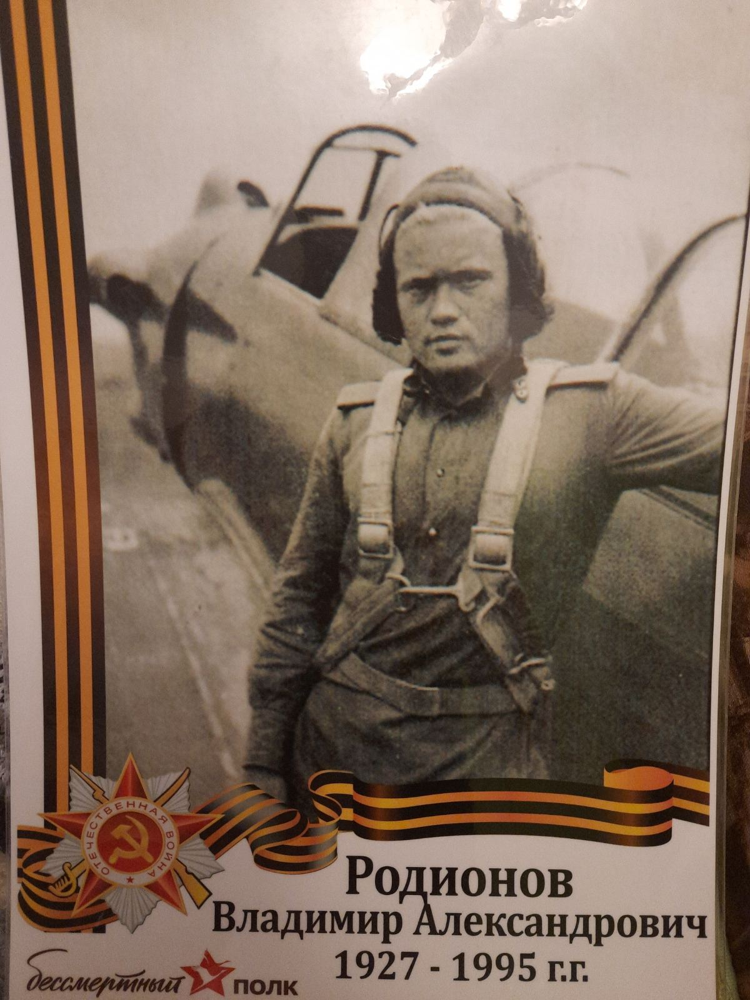 ОТЕЧЕСТВЕННАЯ ВОЙНА
Родионов
Владимир Александрович
1927 - 1995 г.г.
бессмертный полк